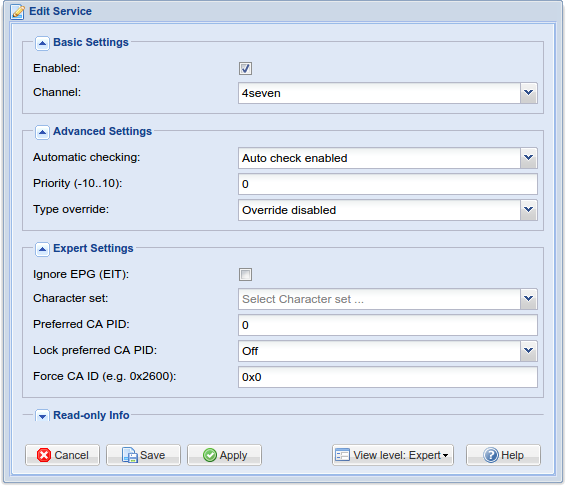 Edit Service
Basic Settings
Enabled:
Channel: 4seven
Advanced Settings
Automatic checking: Auto check enabled
Priority (-10..10): 0
Type override: Override disabled
Expert Settings
Ignore EPG (EIT):
Character set: Select Character set ...
Preferred CA PID: 0
Lock preferred CA PID: Off
Force CA ID (e.g. 0x2600): 0x0
Read-only Info
Cancel Save Apply View level: Expert Help